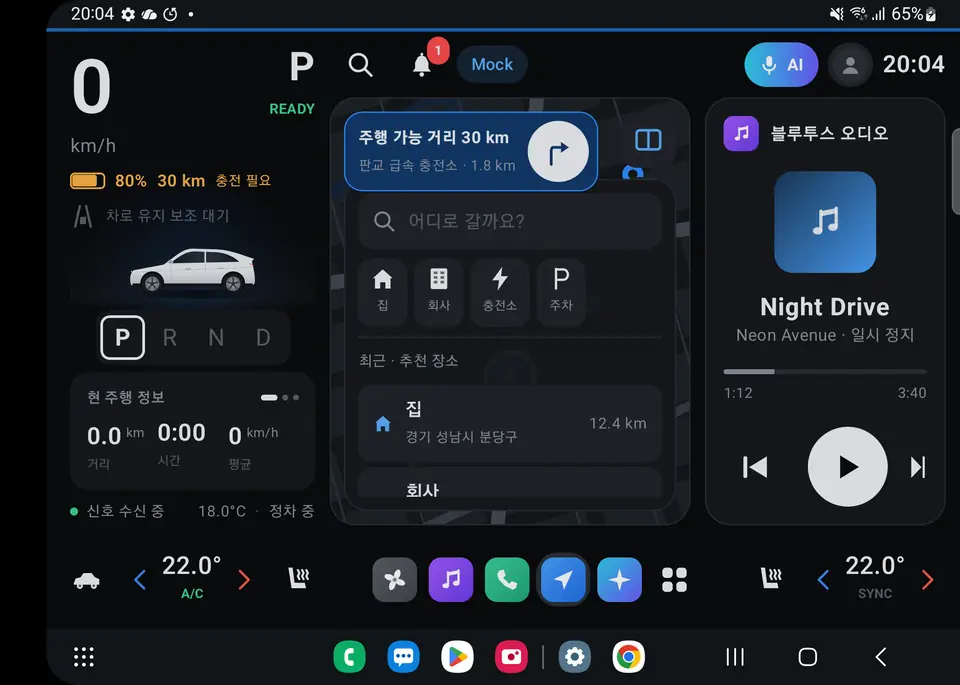 20:04
65%
0
P
READY
km/h
80% 30 km 충전 필요
차로 유지 보조 대기
P R N D
현 주행 정보
0.0 km 0:00 0 km/h
거리 시간 평균
신호 수신 중 18.0°C · 정차 중
1
Mock
AI
20:04
주행 가능 거리 30 km
판교 급속 충전소 · 1.8 km
어디로 갈까요?
집 회사 충전소 P 주차
최근 · 추천 장소
집
경기 성남시 분당구
12.4 km
회사
블루투스 오디오
Night Drive
Neon Avenue · 일시 정지
1:12 3:40
22.0°
A/C
22.0°
SYNC